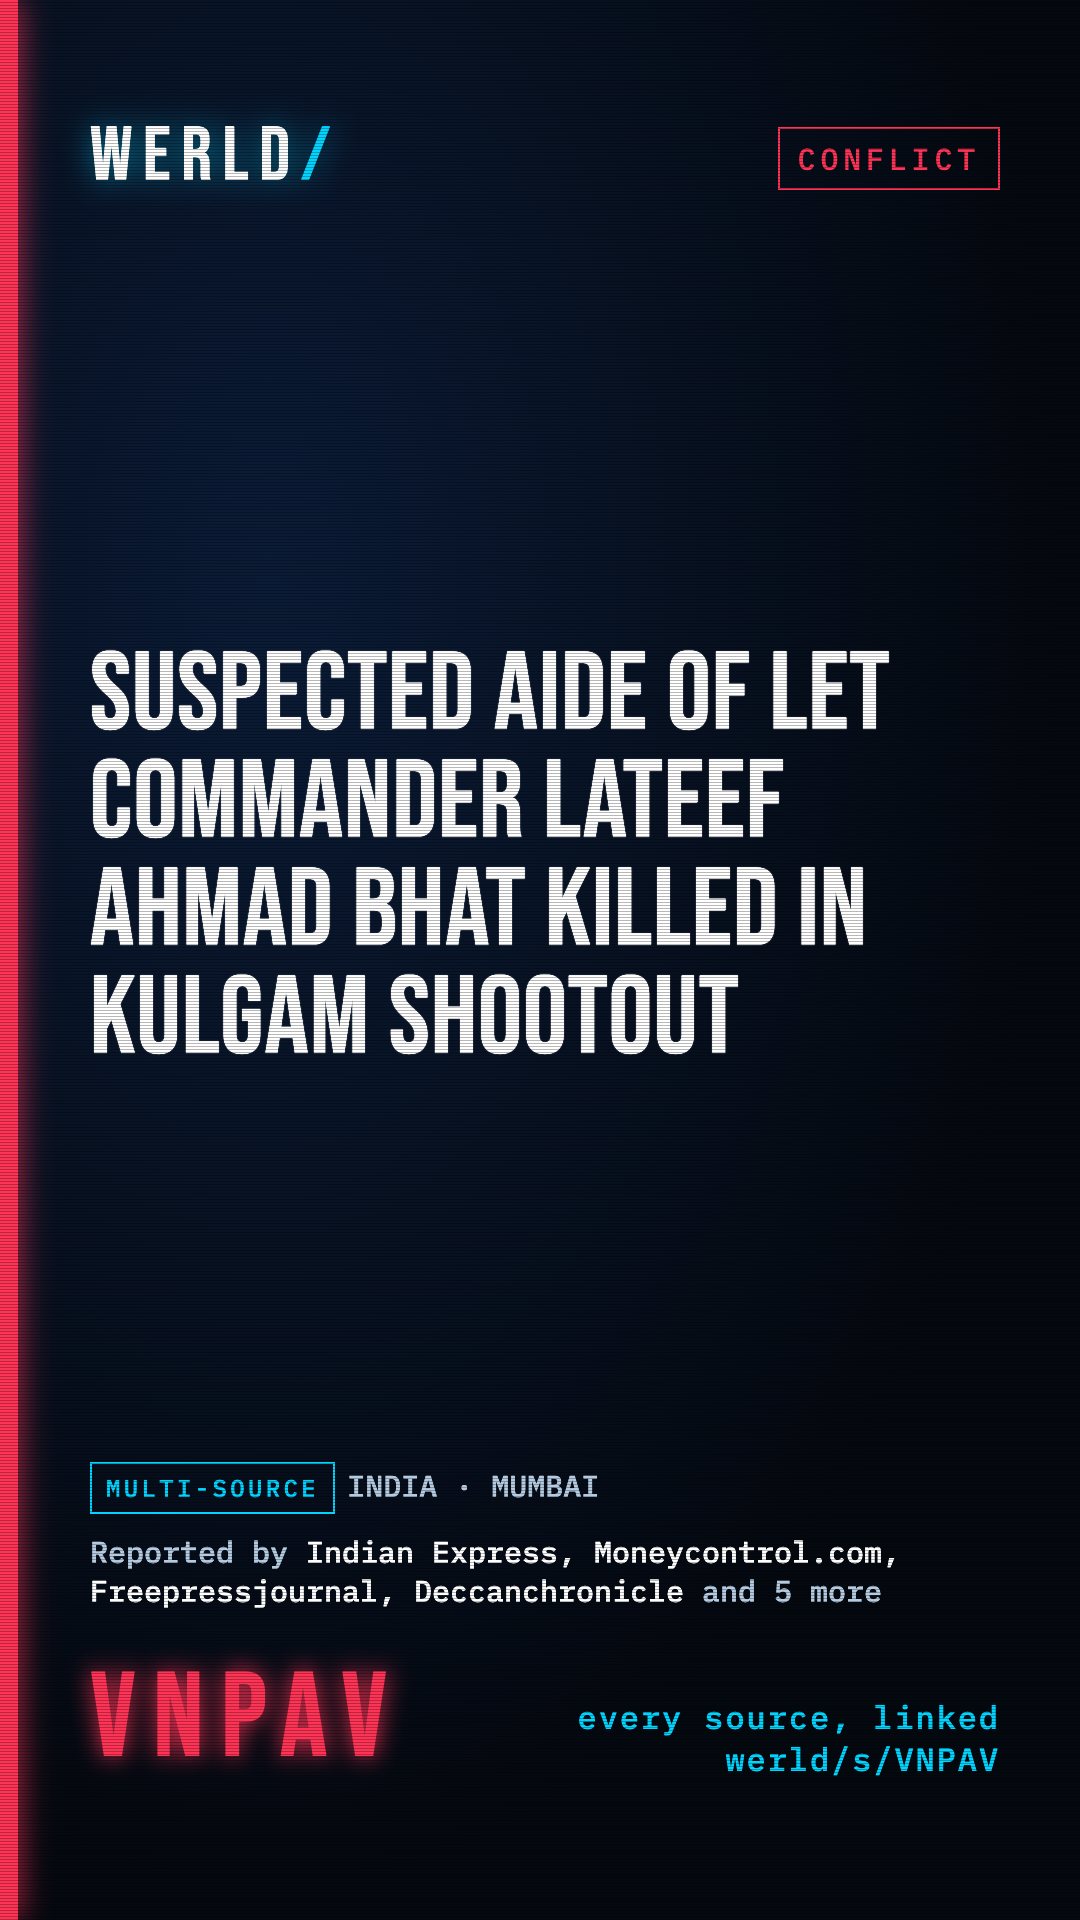 WERLD/
CONFLICT
SUSPECTED AIDE OF LET
COMMANDER LATEEF
AHMAD BHAT KILLED IN
KULGAM SHOOTOUT
MULTI-SOURCE INDIA · MUMBAI
Reported by Indian Express, Moneycontrol.com,
Freepressjournal, Deccanchronicle and 5 more
VNPAV
every source, linked
werld/s/VNPAV